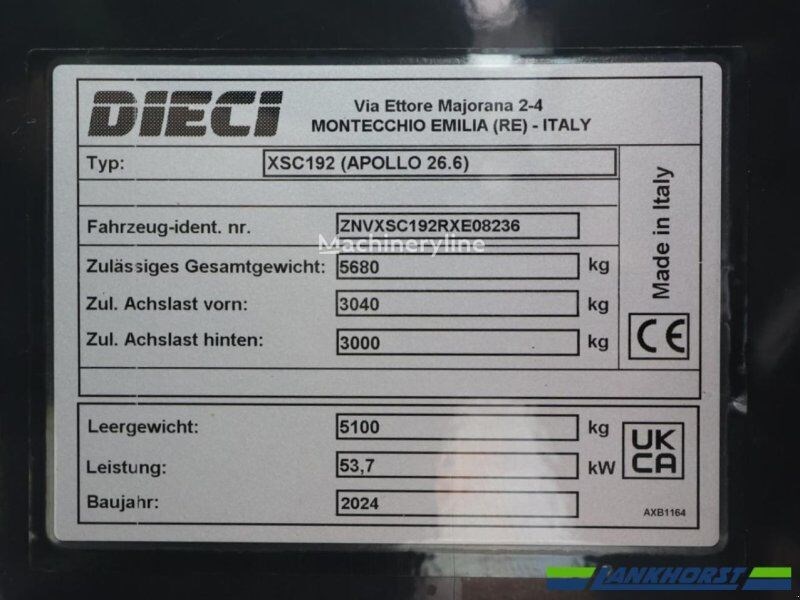 DIECI
Via Ettore Majorana 2-4
MONTECCHIO EMILIA (RE) - ITALY
Typ: XSC192 (APOLLO 26.6)
Fahrzeug-ident. nr. ZNVXSC192RXE08236
Machineryline
Zulässiges Gesamtgewicht: 5680 kg
Zul. Achslast vorn: 3040 kg
Zul. Achslast hinten: 3000 kg
Made in Italy
CE
Leergewicht: 5100 kg
Leistung: 53,7 kW
Baujahr: 2024
UK
CA
AXB1164
LANKHORST